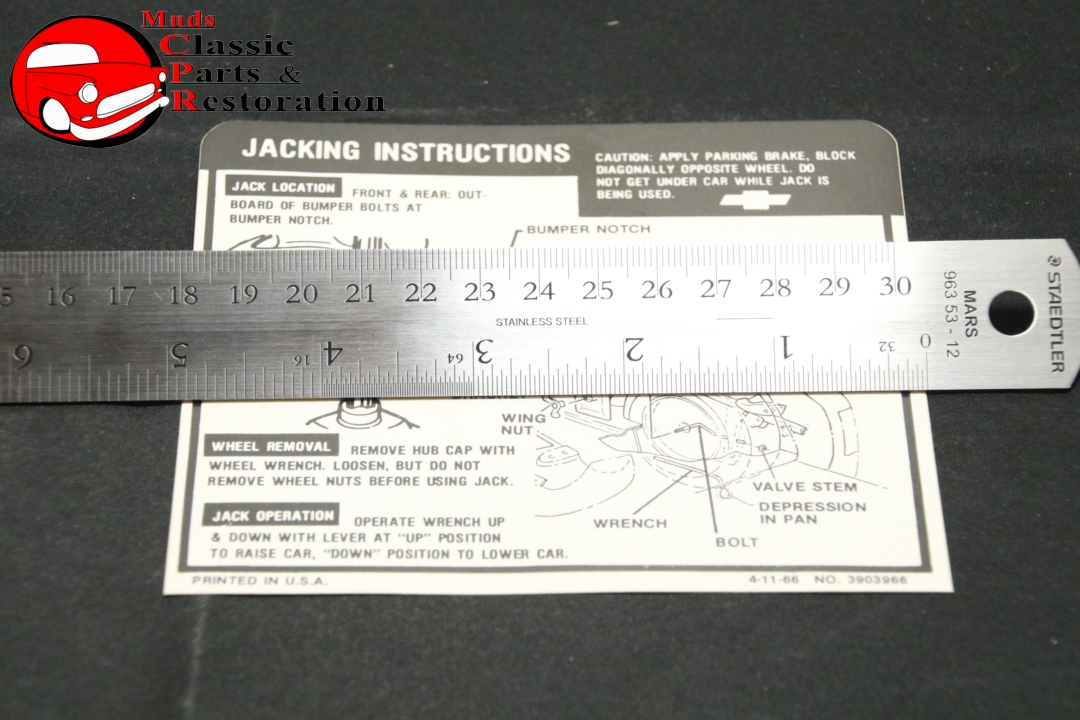 Muds
Classic
Parts &
Restoration
JACKING INSTRUCTIONS
CAUTION: APPLY PARKING BRAKE, BLOCK
DIAGONALLY OPPOSITE WHEEL. DO
NOT GET UNDER CAR WHILE JACK IS
BEING USED.
JACK LOCATION FRONT & REAR: OUT-
BOARD OF BUMPER BOLTS AT
BUMPER NOTCH.
BUMPER NOTCH
5 16 17 18 19 20 21 22 23 24 25 26 27 28 29 30
STAINLESS STEEL
6 5 16 4 64 3 2 1 32 0
MARS
963 53 - 12
STAEDTLER
WING
NUT
WHEEL REMOVAL REMOVE HUB CAP WITH
WHEEL WRENCH. LOOSEN, BUT DO NOT
REMOVE WHEEL NUTS BEFORE USING JACK.
VALVE STEM
DEPRESSION
IN PAN
WRENCH
BOLT
JACK OPERATION OPERATE WRENCH UP
& DOWN WITH LEVER AT "UP" POSITION
TO RAISE CAR, "DOWN" POSITION TO LOWER CAR.
PRINTED IN U.S.A.
4-11-66 NO. 3903966